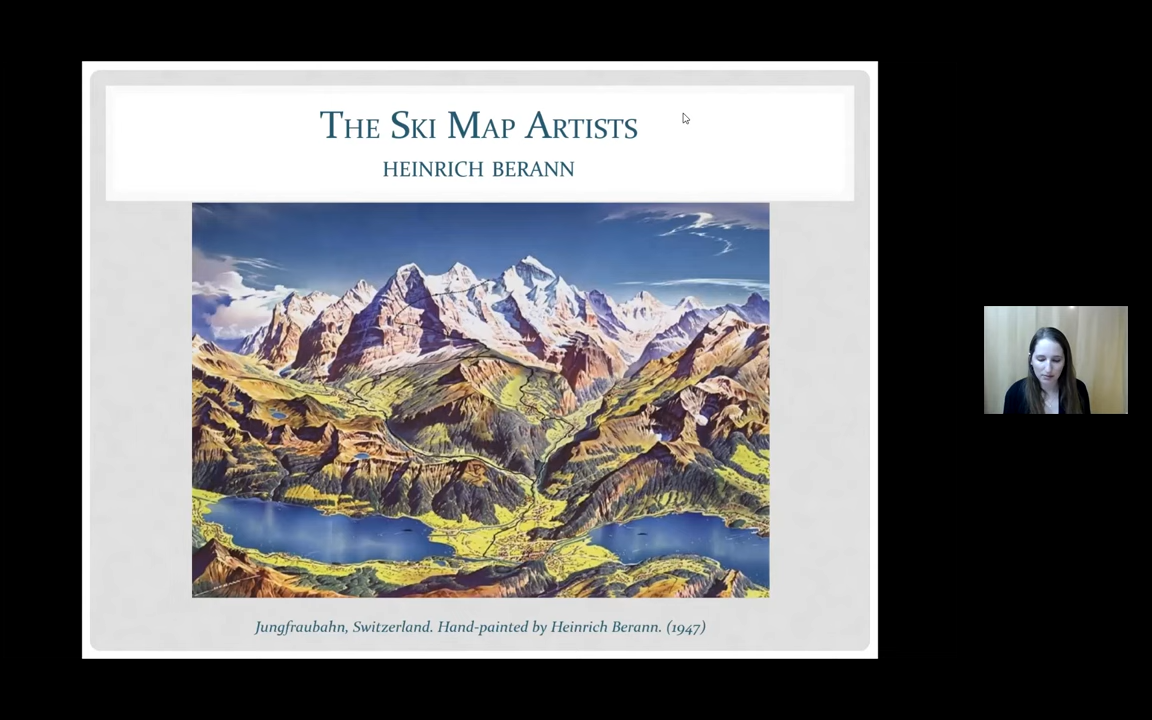 The Ski Map Artists
Heinrich Berann
Jungfraubahn, Switzerland. Hand-painted by Heinrich Berann. (1947)